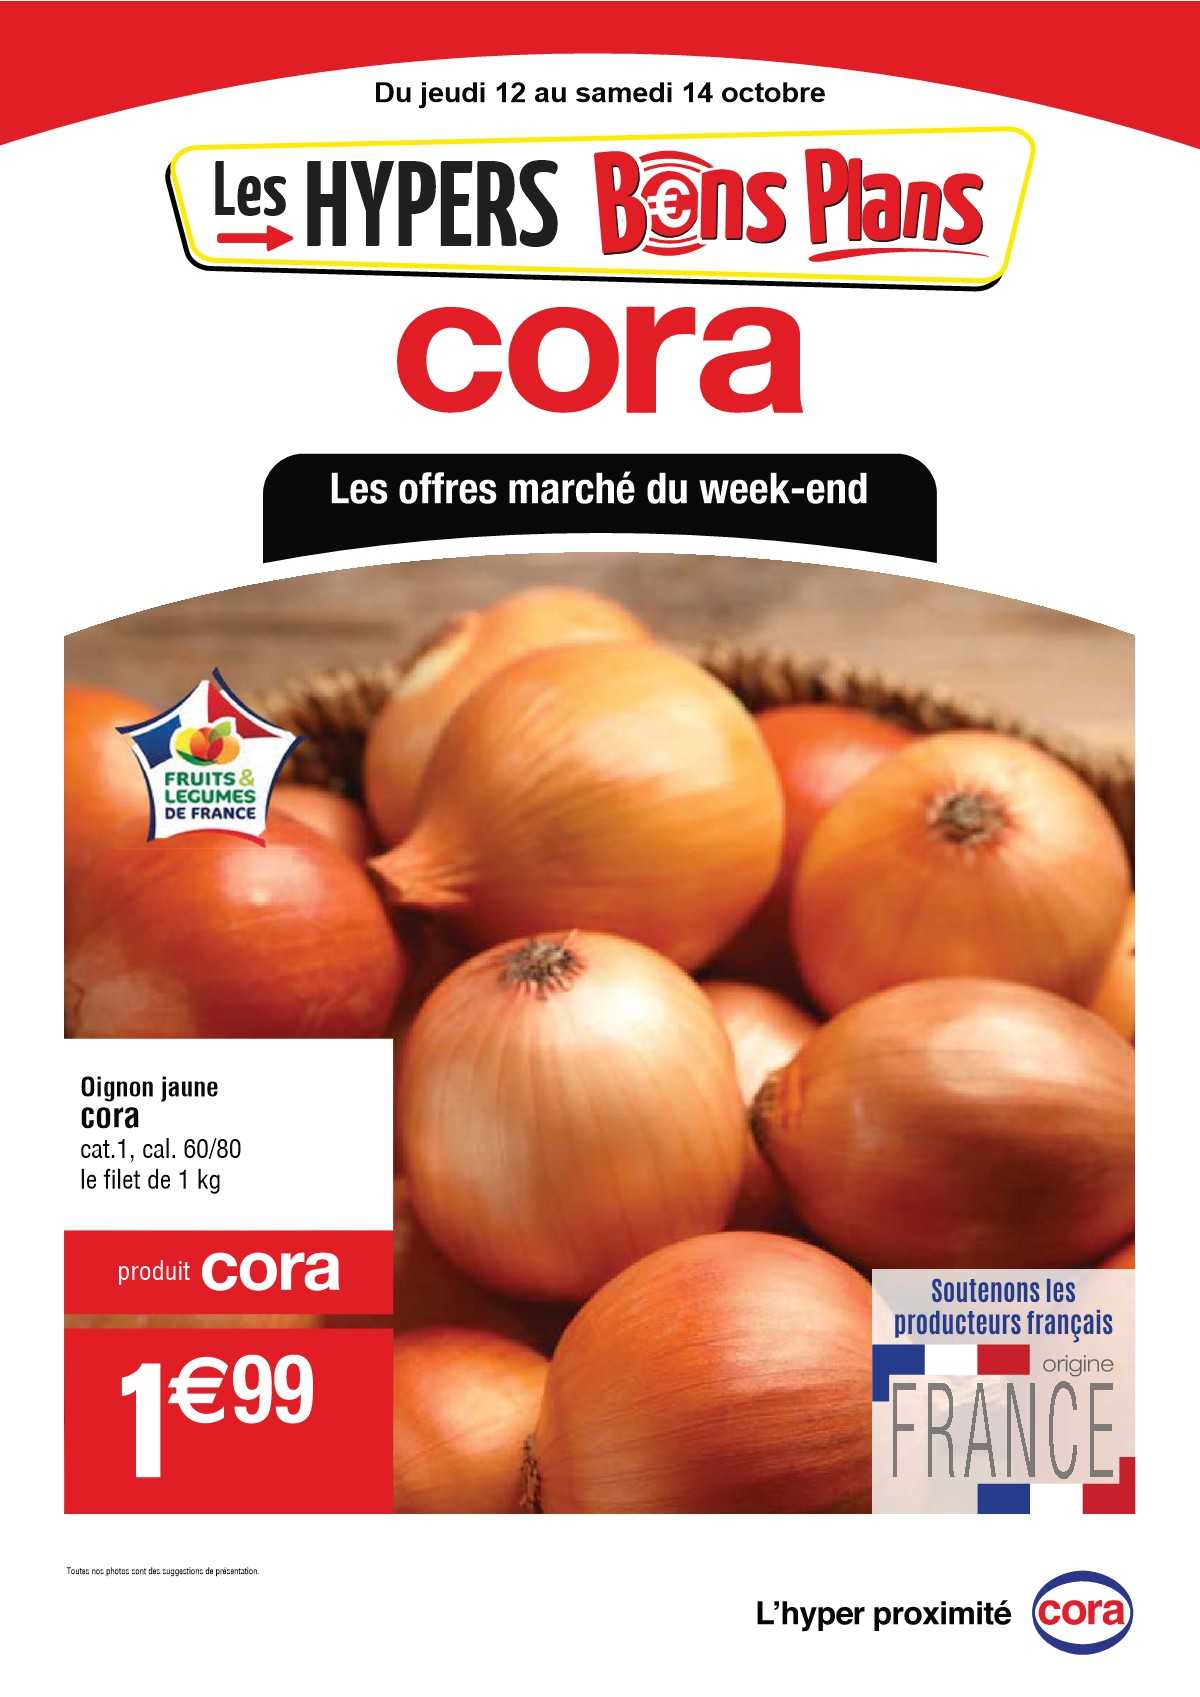 Du jeudi 12 au samedi 14 octobre
Les HYPERS Bons Plans
cora
Les offres marché du week-end
FRUITS &
LEGUMES
DE FRANCE
Oignon jaune
cora
cat.1, cal. 60/80
le filet de 1 kg
produit cora
1€99
Soutenons les
producteurs français
origine
FRANCE
Toutes nos photos sont des suggestions de présentation.
L'hyper proximité cora